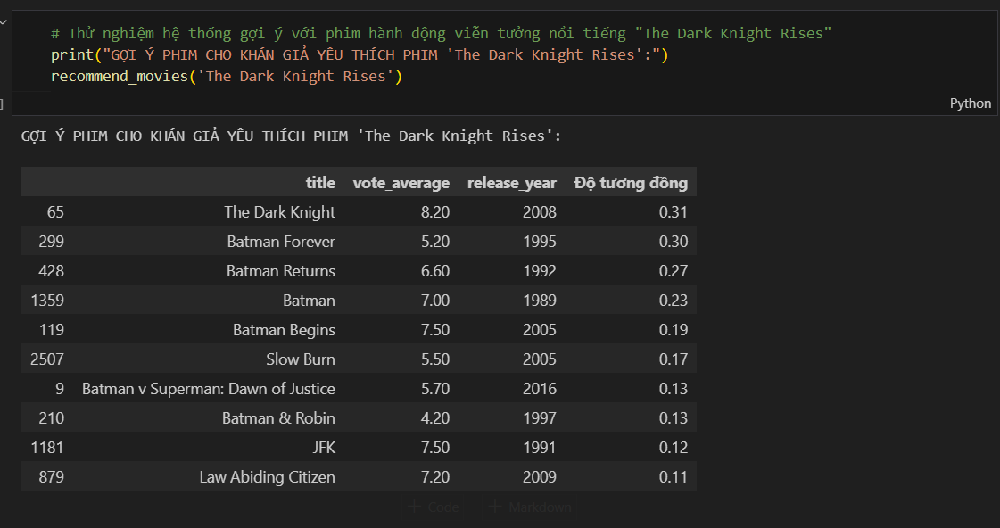 # Thử nghiệm hệ thống gợi ý với phim hành động viễn tưởng nổi tiếng "The Dark Knight Rises"
print("GỢI Ý PHIM CHO KHÁN GIẢ YÊU THÍCH PHIM 'The Dark Knight Rises':")
recommend_movies('The Dark Knight Rises')
]
Python
GỢI Ý PHIM CHO KHÁN GIẢ YÊU THÍCH PHIM 'The Dark Knight Rises':
title vote_average release_year Độ tương đồng
65 The Dark Knight 8.20 2008 0.31
299 Batman Forever 5.20 1995 0.30
428 Batman Returns 6.60 1992 0.27
1359 Batman 7.00 1989 0.23
119 Batman Begins 7.50 2005 0.19
2507 Slow Burn 5.50 2005 0.17
9 Batman v Superman: Dawn of Justice 5.70 2016 0.13
210 Batman & Robin 4.20 1997 0.13
1181 JFK 7.50 1991 0.12
879 Law Abiding Citizen 7.20 2009 0.11
+ Code + Markdown